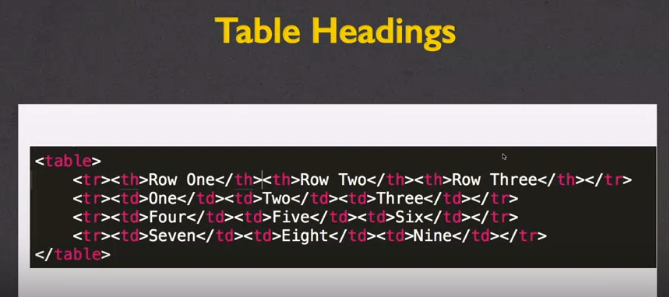 Table Headings
<table>
<tr><th>Row One</th><th>Row Two</th><th>Row Three</th></tr>
<tr><td>One</td><td>Two</td><td>Three</td></tr>
<tr><td>Four</td><td>Five</td><td>Six</td></tr>
<tr><td>Seven</td><td>Eight</td><td>Nine</td></tr>
</table>